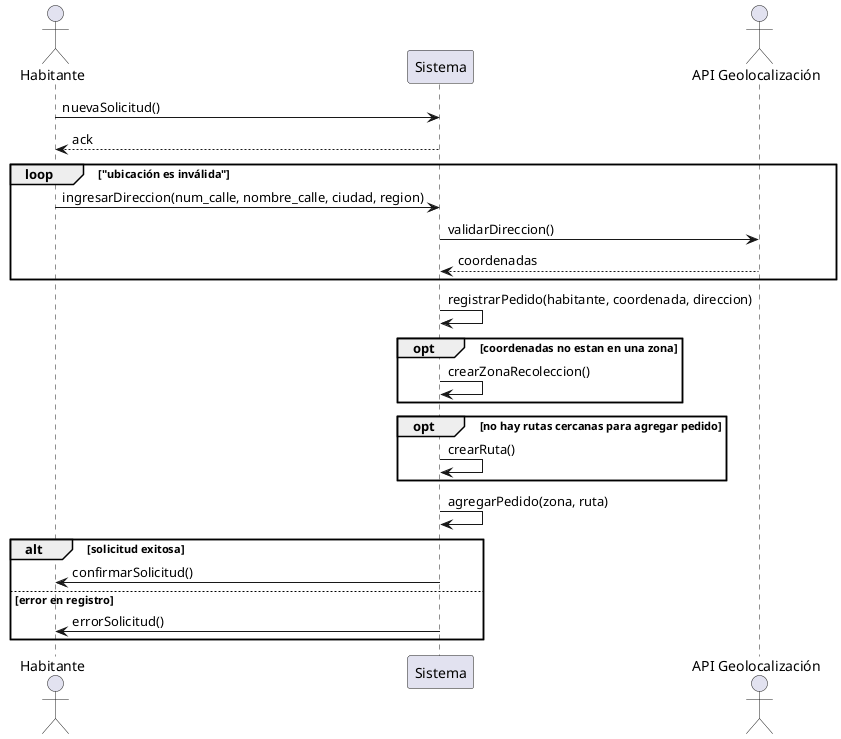 Habitante
Sistema
API Geolocalización
nuevaSolicitud()
ack
loop ["ubicación es inválida"]
ingresarDireccion(num_calle, nombre_calle, ciudad, region)
validarDireccion()
coordenadas
registrarPedido(habitante, coordenada, direccion)
opt [coordenadas no estan en una zona]
crearZonaRecoleccion()
opt [no hay rutas cercanas para agregar pedido]
crearRuta()
agregarPedido(zona, ruta)
alt [solicitud exitosa]
confirmarSolicitud()
[error en registro]
errorSolicitud()
Habitante
Sistema
API Geolocalización